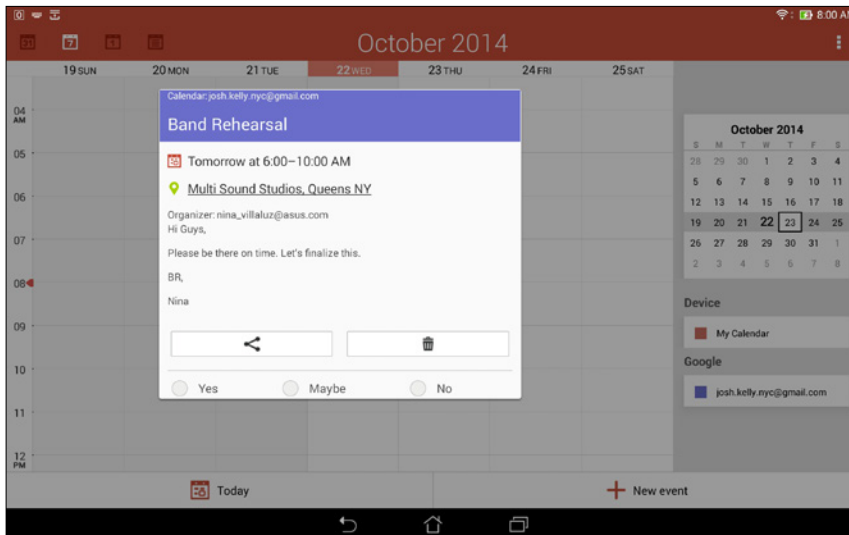 8:00 AM
31 7 1
October 2014
19 SUN 20 MON 21 TUE 22 WED 23 THU 24 FRI 25 SAT
Calendar: josh.kelly.nyc@gmail.com
Band Rehearsal
Tomorrow at 6:00–10:00 AM
Multi Sound Studios, Queens NY
Organizer: nina_villaluz@asus.com
Hi Guys,
Please be there on time. Let's finalize this.
BR,
Nina
Yes Maybe No
04
AM
05
06
07
08
09
10
11
12
PM
October 2014
S M T W T F S
28 29 30 1 2 3 4
5 6 7 8 9 10 11
12 13 14 15 16 17 18
19 20 21 22 23 24 25
26 27 28 29 30 31 1
2 3 4 5 6 7 8
Device
My Calendar
Google
josh.kelly.nyc@gmail.com
Today New event